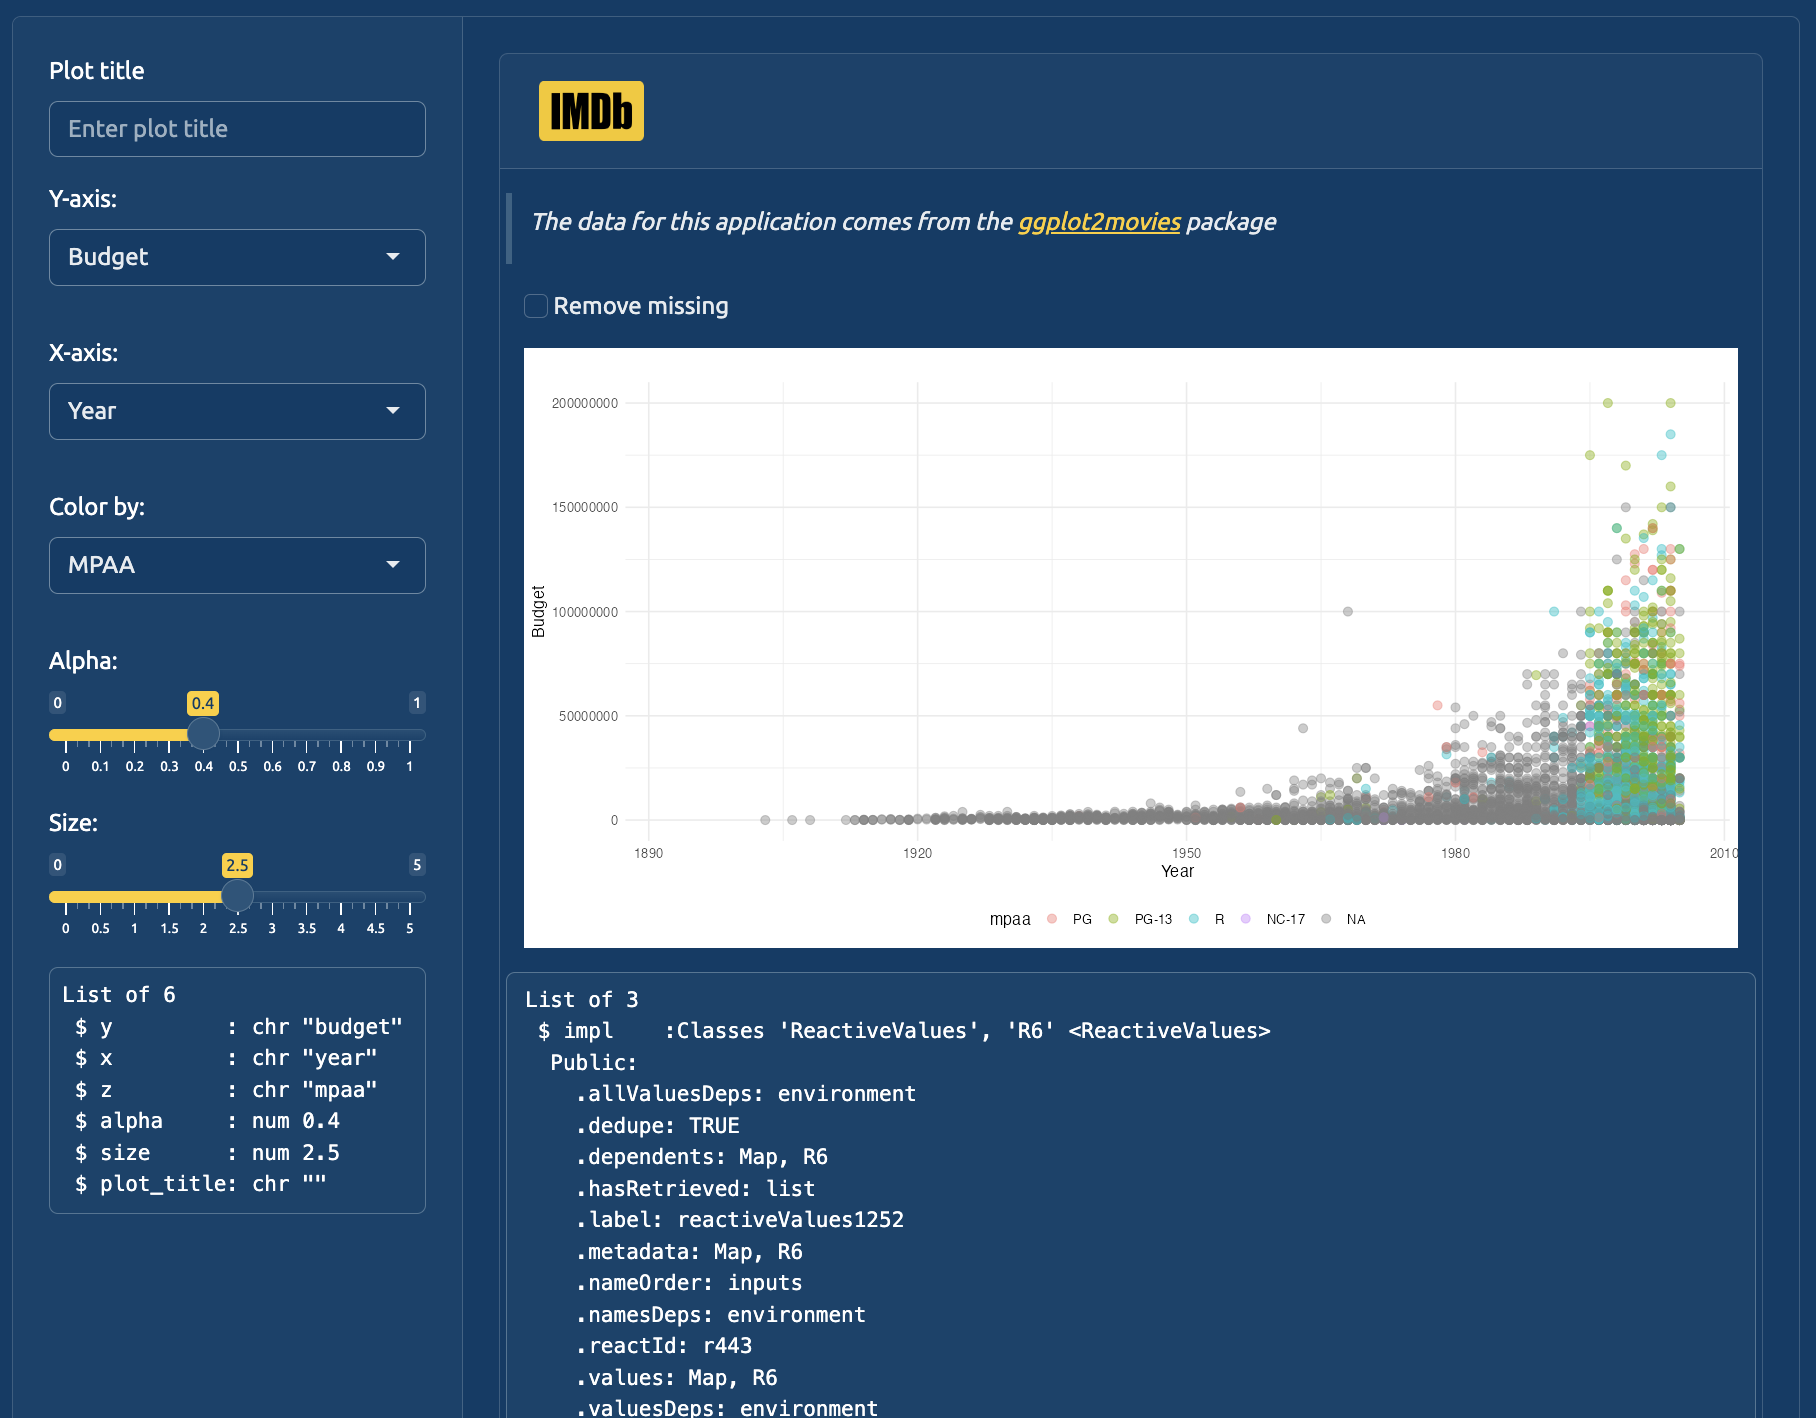 Plot title
Enter plot title
Y-axis:
Budget
X-axis:
Year
Color by:
MPAA
Alpha:
0 0.4 1
0 0.1 0.2 0.3 0.4 0.5 0.6 0.7 0.8 0.9 1
Size:
0 2.5 5
0 0.5 1 1.5 2 2.5 3 3.5 4 4.5 5
List of 6
$ y : chr "budget"
$ x : chr "year"
$ z : chr "mpaa"
$ alpha : num 0.4
$ size : num 2.5
$ plot_title: chr ""
IMDb
The data for this application comes from the ggplot2movies package
Remove missing
200000000
150000000
100000000
50000000
0
Budget
1890 1920 1950 1980 2010
Year
mpaa PG PG-13 R NC-17 NA
List of 3
$ impl :Classes 'ReactiveValues', 'R6' <ReactiveValues>
Public:
.allValuesDeps: environment
.dedupe: TRUE
.dependents: Map, R6
.hasRetrieved: list
.label: reactiveValues1252
.metadata: Map, R6
.nameOrder: inputs
.namesDeps: environment
.reactId: r443
.values: Map, R6
.valuesDeps: environment